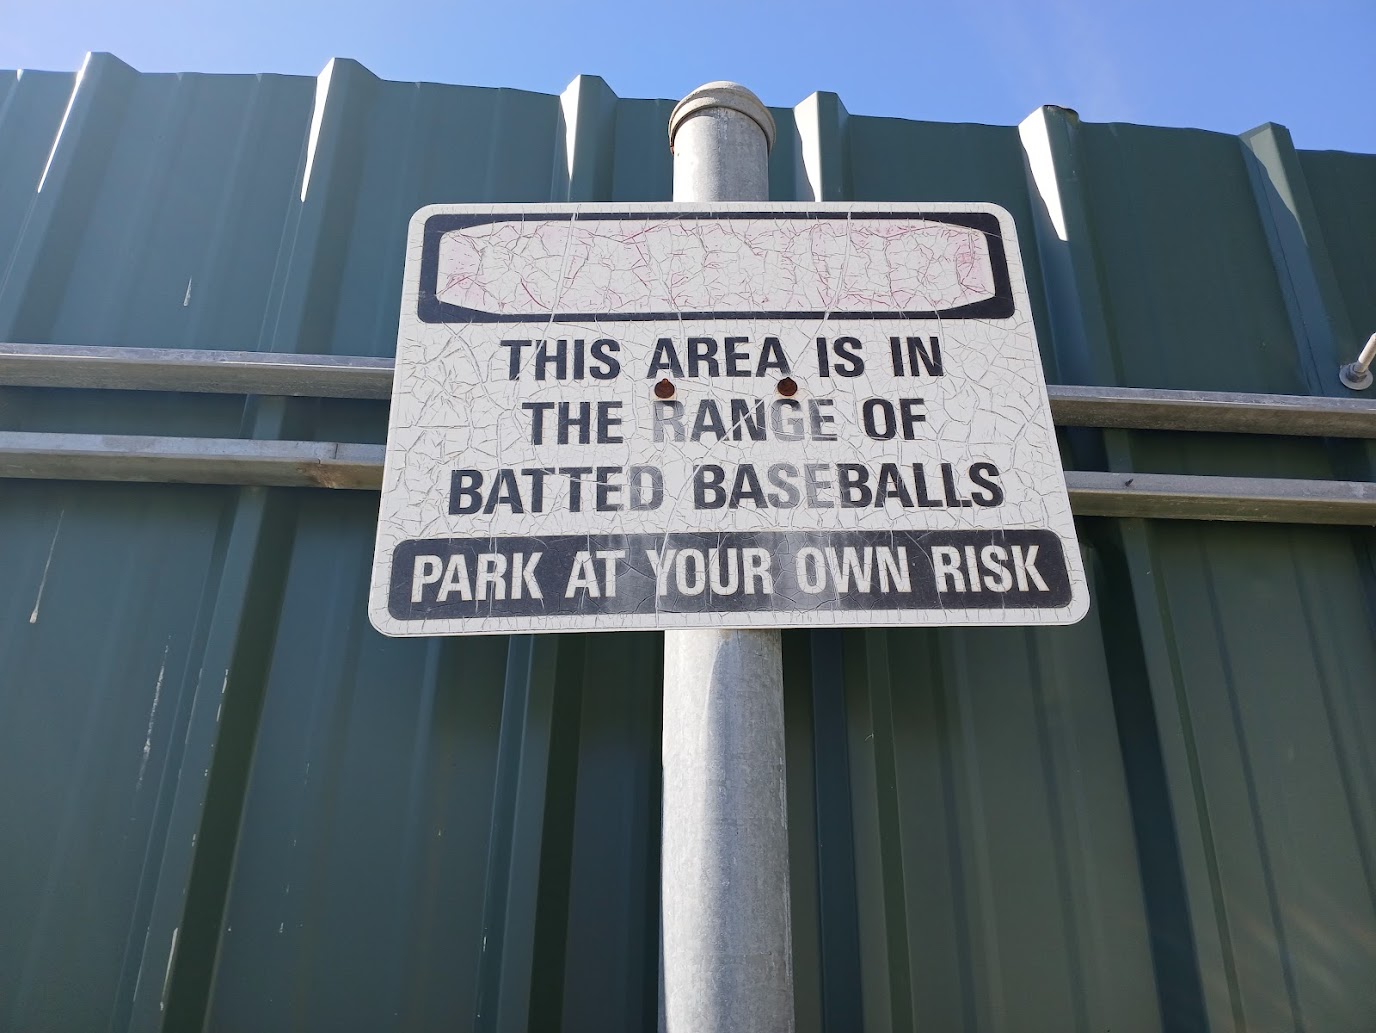 THIS AREA IS IN
THE RANGE OF
BATTED BASEBALLS
PARK AT YOUR OWN RISK